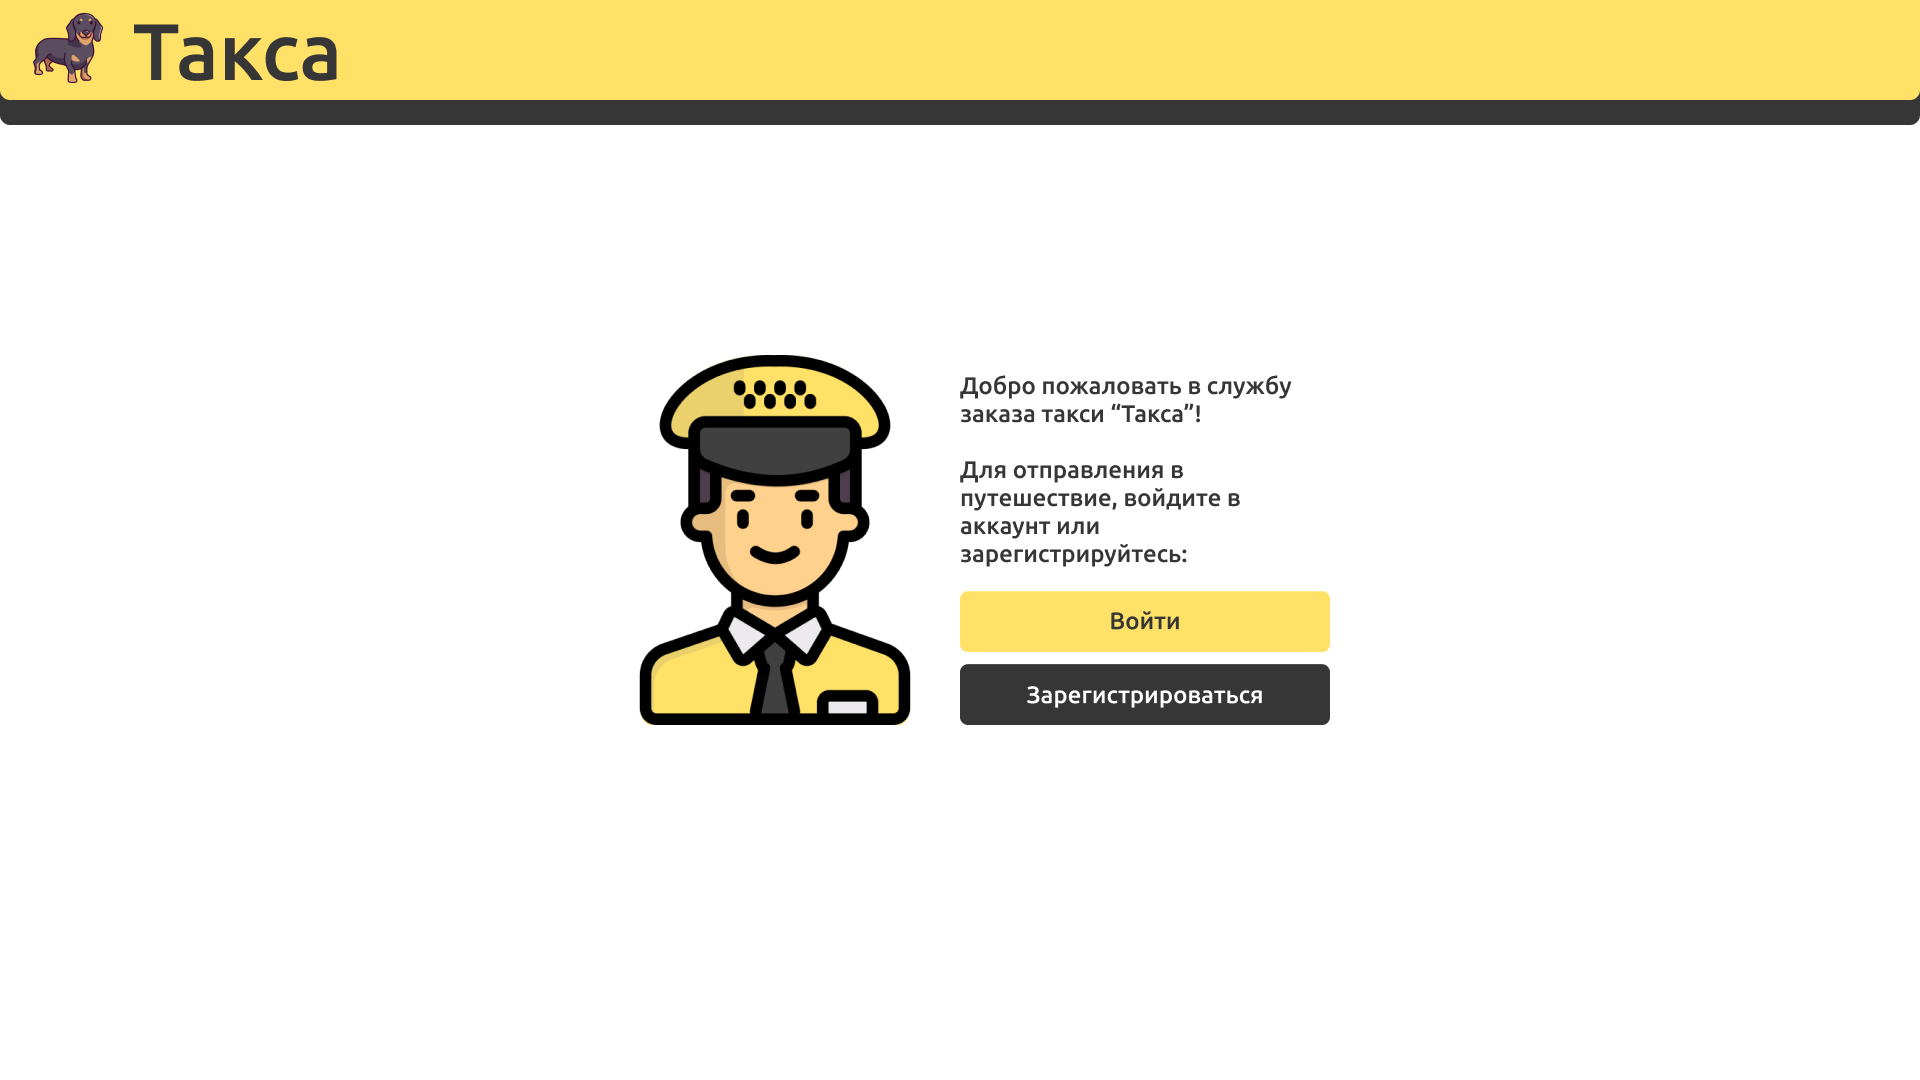 Такса
Добро пожаловать в службу
заказа такси “Такса”!
Для отправления в
путешествие, войдите в
аккаунт или
зарегистрируйтесь:
Войти
Зарегистрироваться